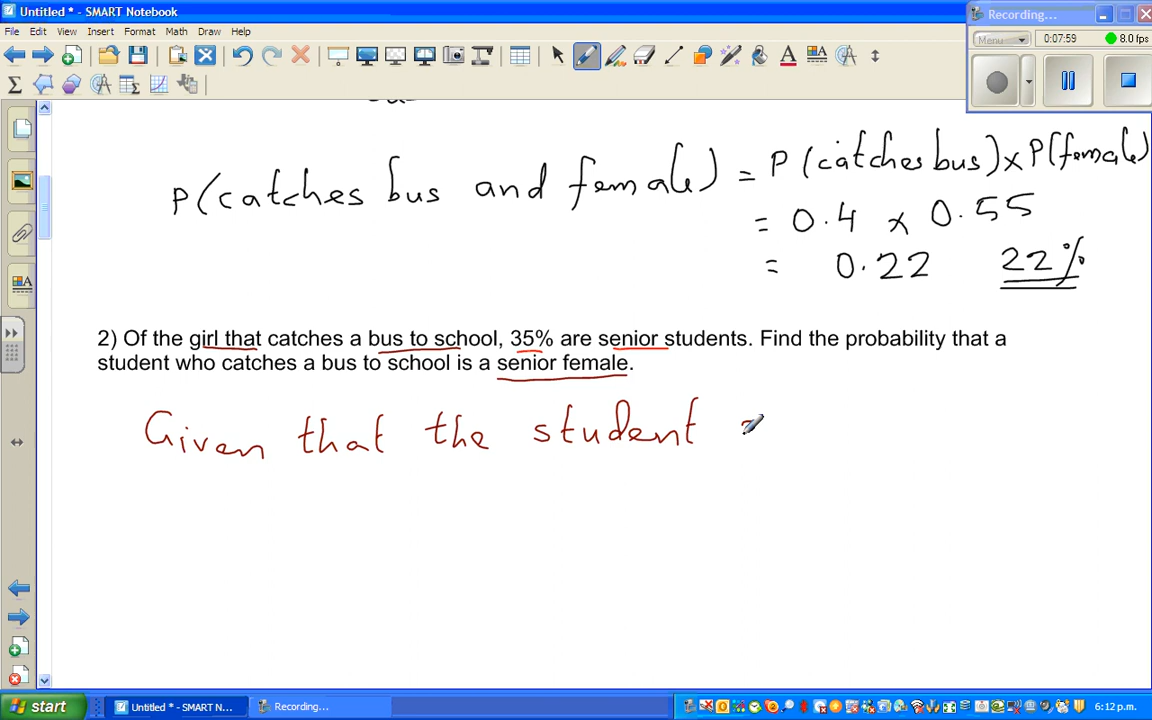 Untitled * - SMART Notebook
Recording...
File Edit View Insert Format Math Draw Help
Menu
0:07:59
8.0 fps
P(catches bus and female) = P(catches bus) x P(female)
= 0.4 x 0.55
= 0.22 22%
2) Of the girl that catches a bus to school, 35% are senior students. Find the probability that a
student who catches a bus to school is a senior female.
Given that the student
start
Untitled * - SMART N...
Recording...
6:12 p.m.